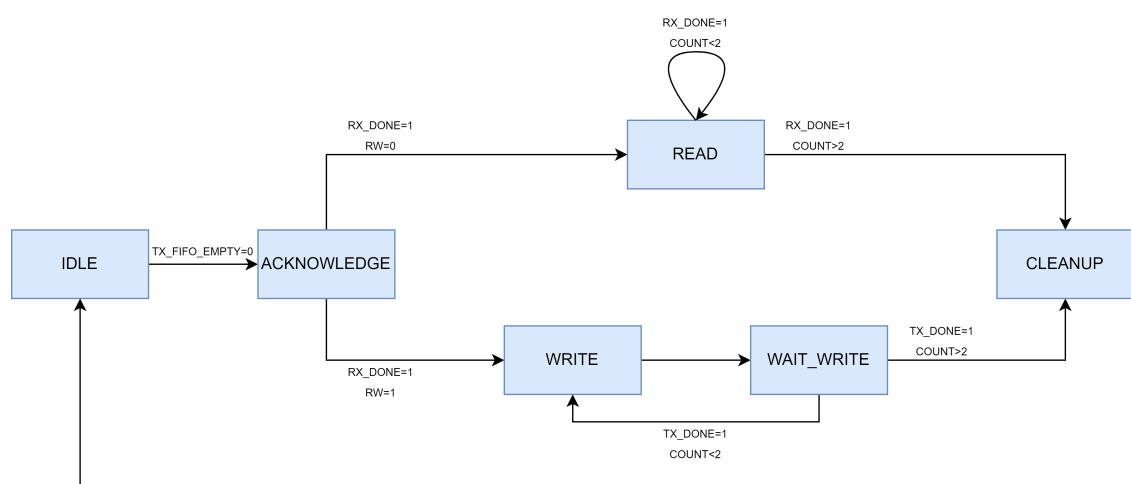 RX_DONE=1
COUNT<2
RX_DONE=1
RW=0
READ
RX_DONE=1
COUNT>2
IDLE
TX_FIFO_EMPTY=0
ACKNOWLEDGE
CLEANUP
RX_DONE=1
RW=1
WRITE
WAIT_WRITE
TX_DONE=1
COUNT>2
TX_DONE=1
COUNT<2